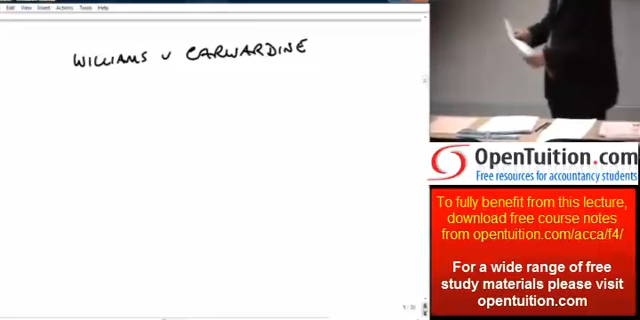 Edit View Insert Actions Tools Help
WILLIAMS v CARWARDINE
OpenTuition.com
Free resources for accountancy students
To fully benefit from this lecture,
download free course notes
from opentuition.com/acca/f4/
For a wide range of free
study materials please visit
opentuition.com